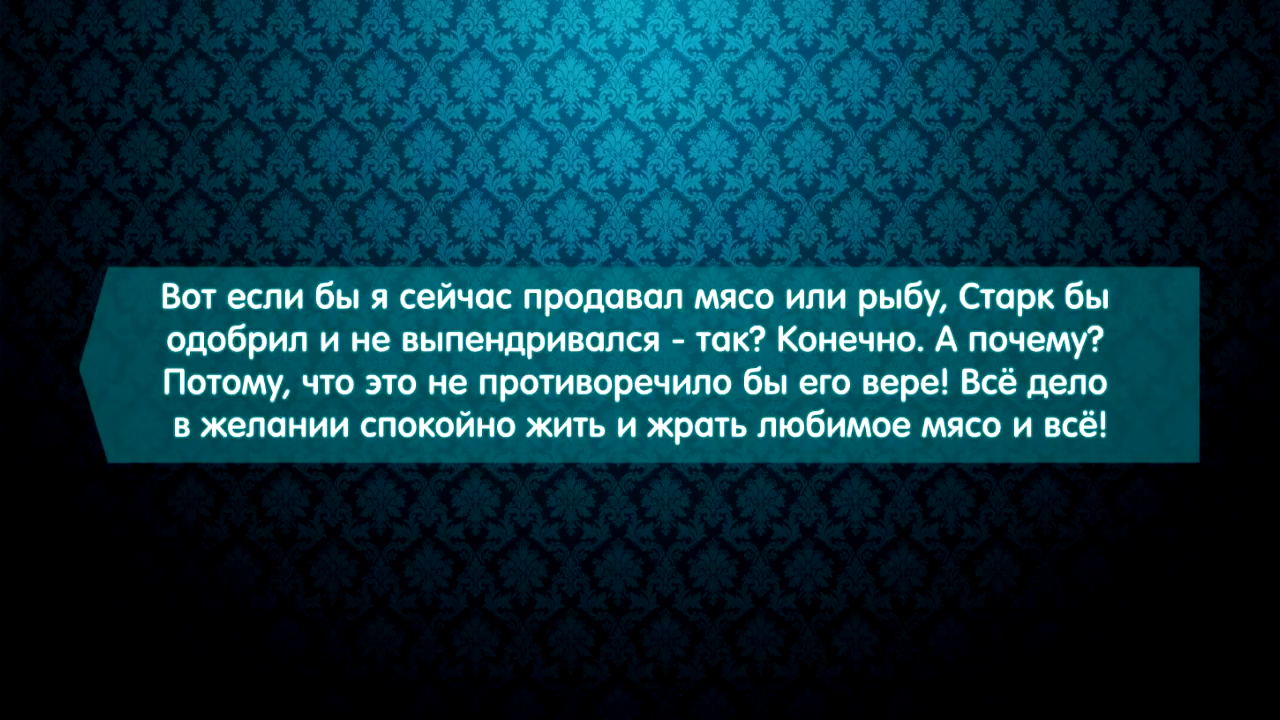 Вот если бы я сейчас продавал мясо или рыбу, Старк бы
одобрил и не выпендривался - так? Конечно. А почему?
Потому, что это не противоречило бы его вере! Всё дело
в желании спокойно жить и жрать любимое мясо и всё!